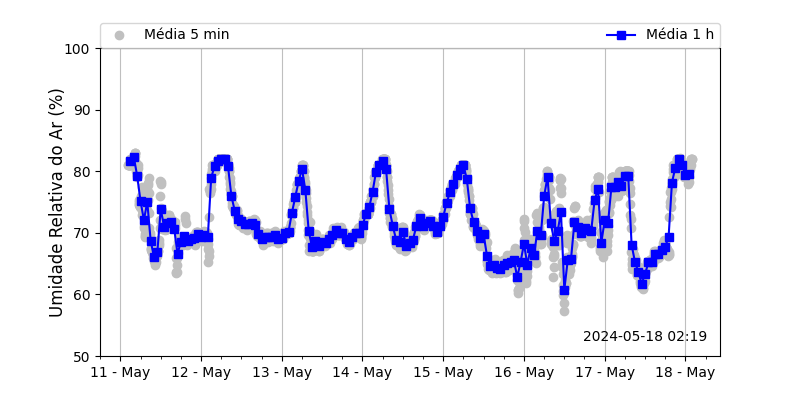 Média 5 min
Média 1 h
Umidade Relativa do Ar (%)
100
90
80
70
60
50
2024-05-18 02:19
11 - May
12 - May
13 - May
14 - May
15 - May
16 - May
17 - May
18 - May